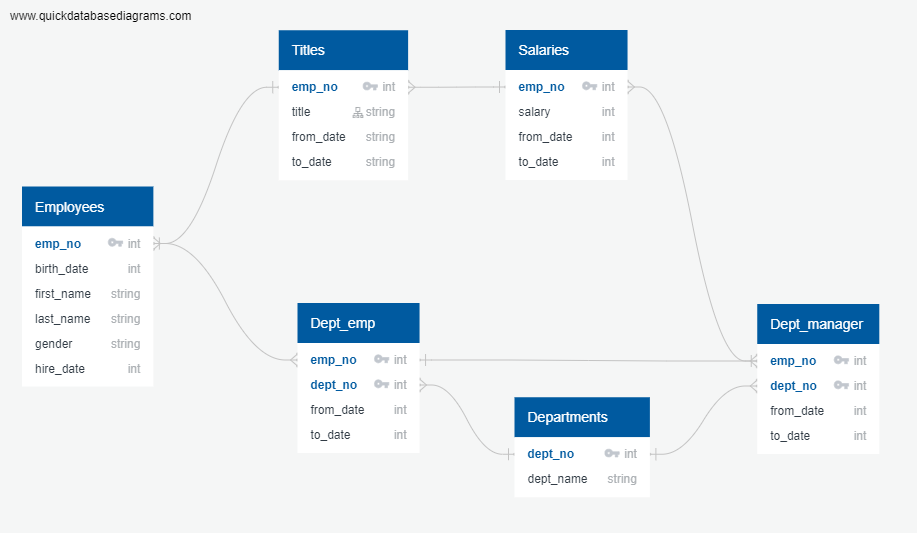 www.quickdatabasediagrams.com
Titles
emp_no int
title string
from_date string
to_date string
Salaries
emp_no int
salary int
from_date int
to_date int
Employees
emp_no int
birth_date int
first_name string
last_name string
gender string
hire_date int
Dept_emp
emp_no int
dept_no int
from_date int
to_date int
Departments
dept_no int
dept_name string
Dept_manager
emp_no int
dept_no int
from_date int
to_date int